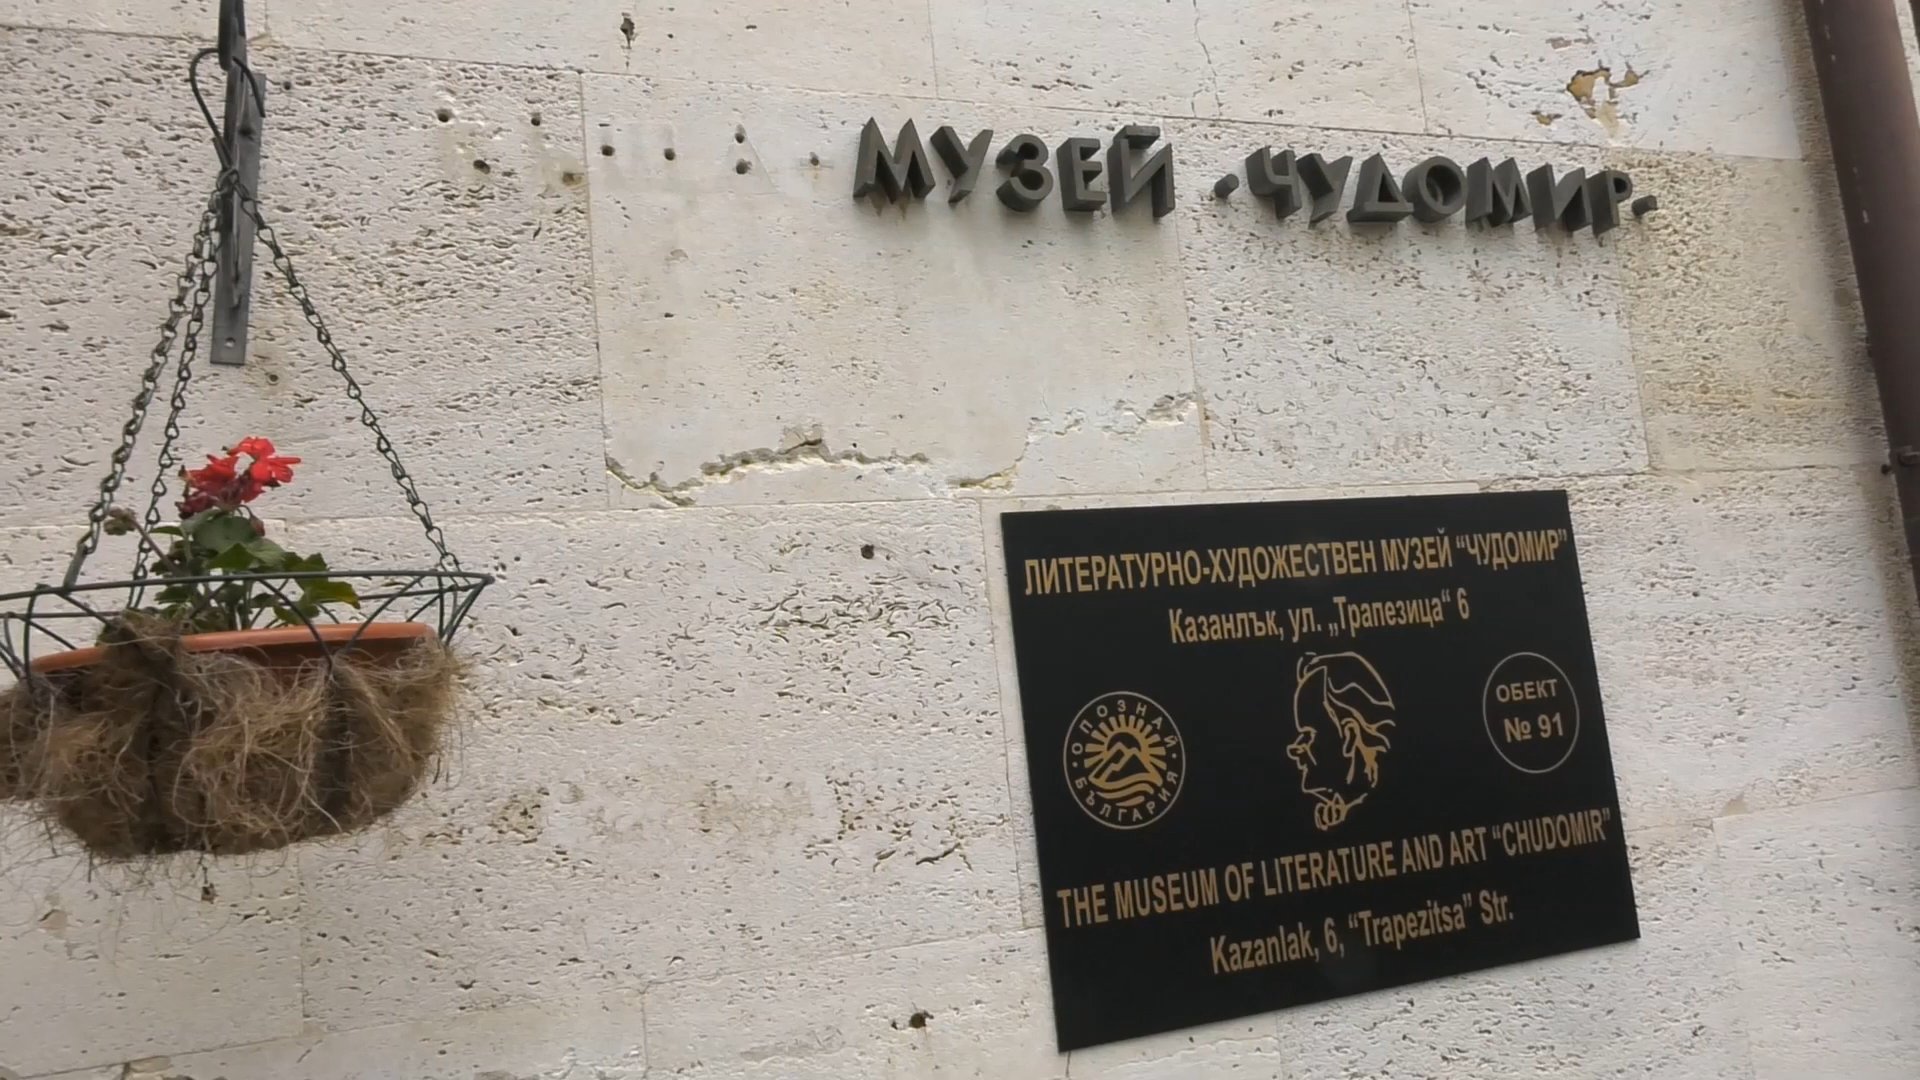 МУЗЕЙ ·ЧУДОМИР·
ЛИТЕРАТУРНО-ХУДОЖЕСТВЕН МУЗЕЙ “ЧУДОМИР”
Казанлък, ул. „Трапезица“ 6
· ОПОЗНАЙ · БЪЛГАРИЯ
ОБЕКТ
№ 91
THE MUSEUM OF LITERATURE AND ART “CHUDOMIR”
Kazanlak, 6, “Trapezitsa” Str.